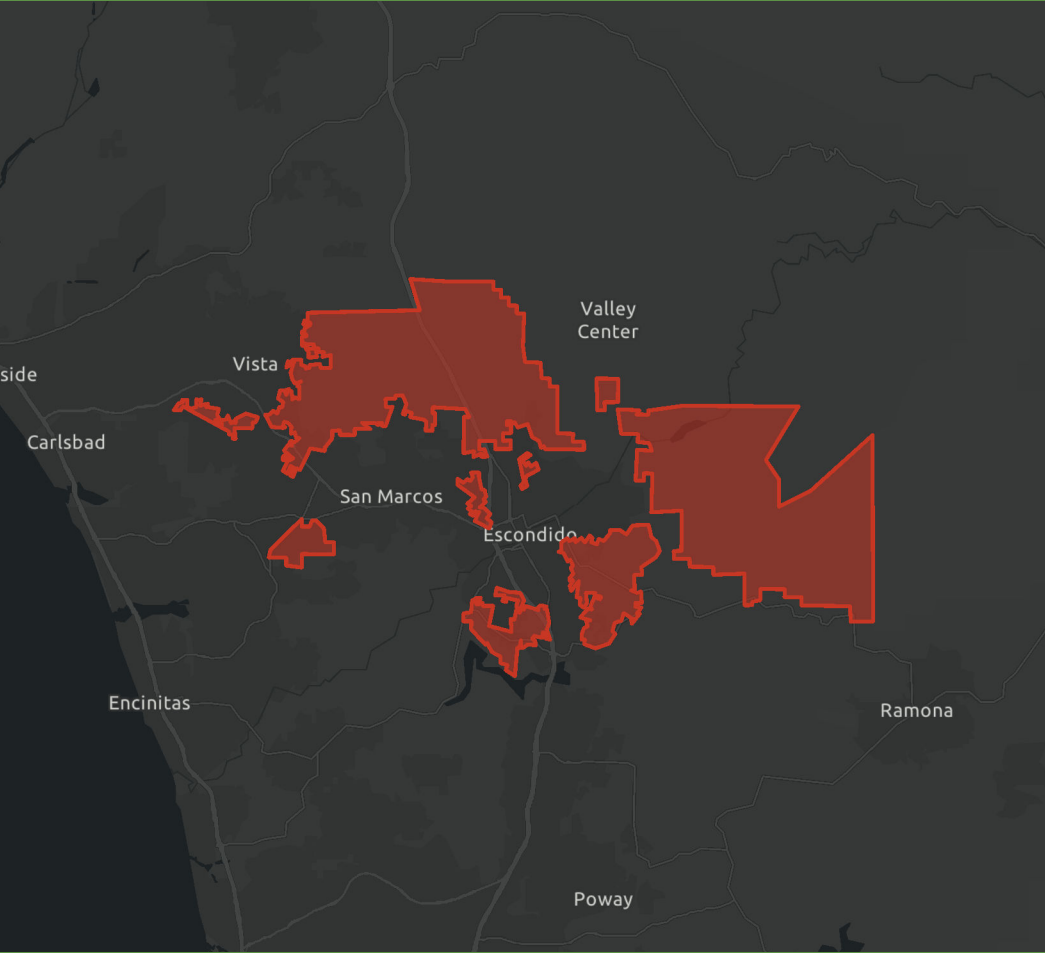 Valley
Center
Vista
side
Carlsbad
San Marcos
Escondido
Encinitas
Ramona
Poway